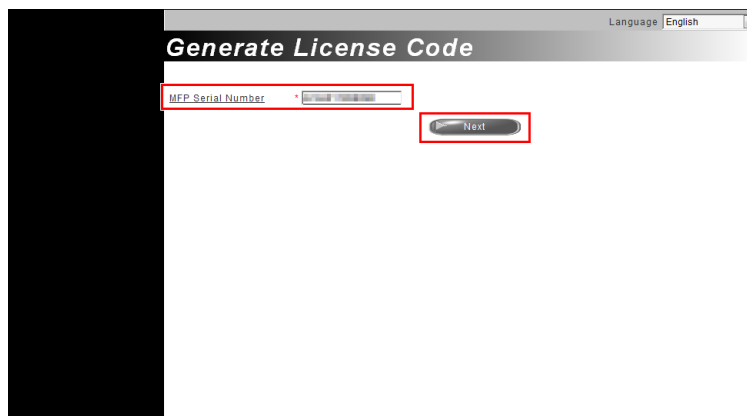 Language English
Generate License Code
MFP Serial Number *
Next